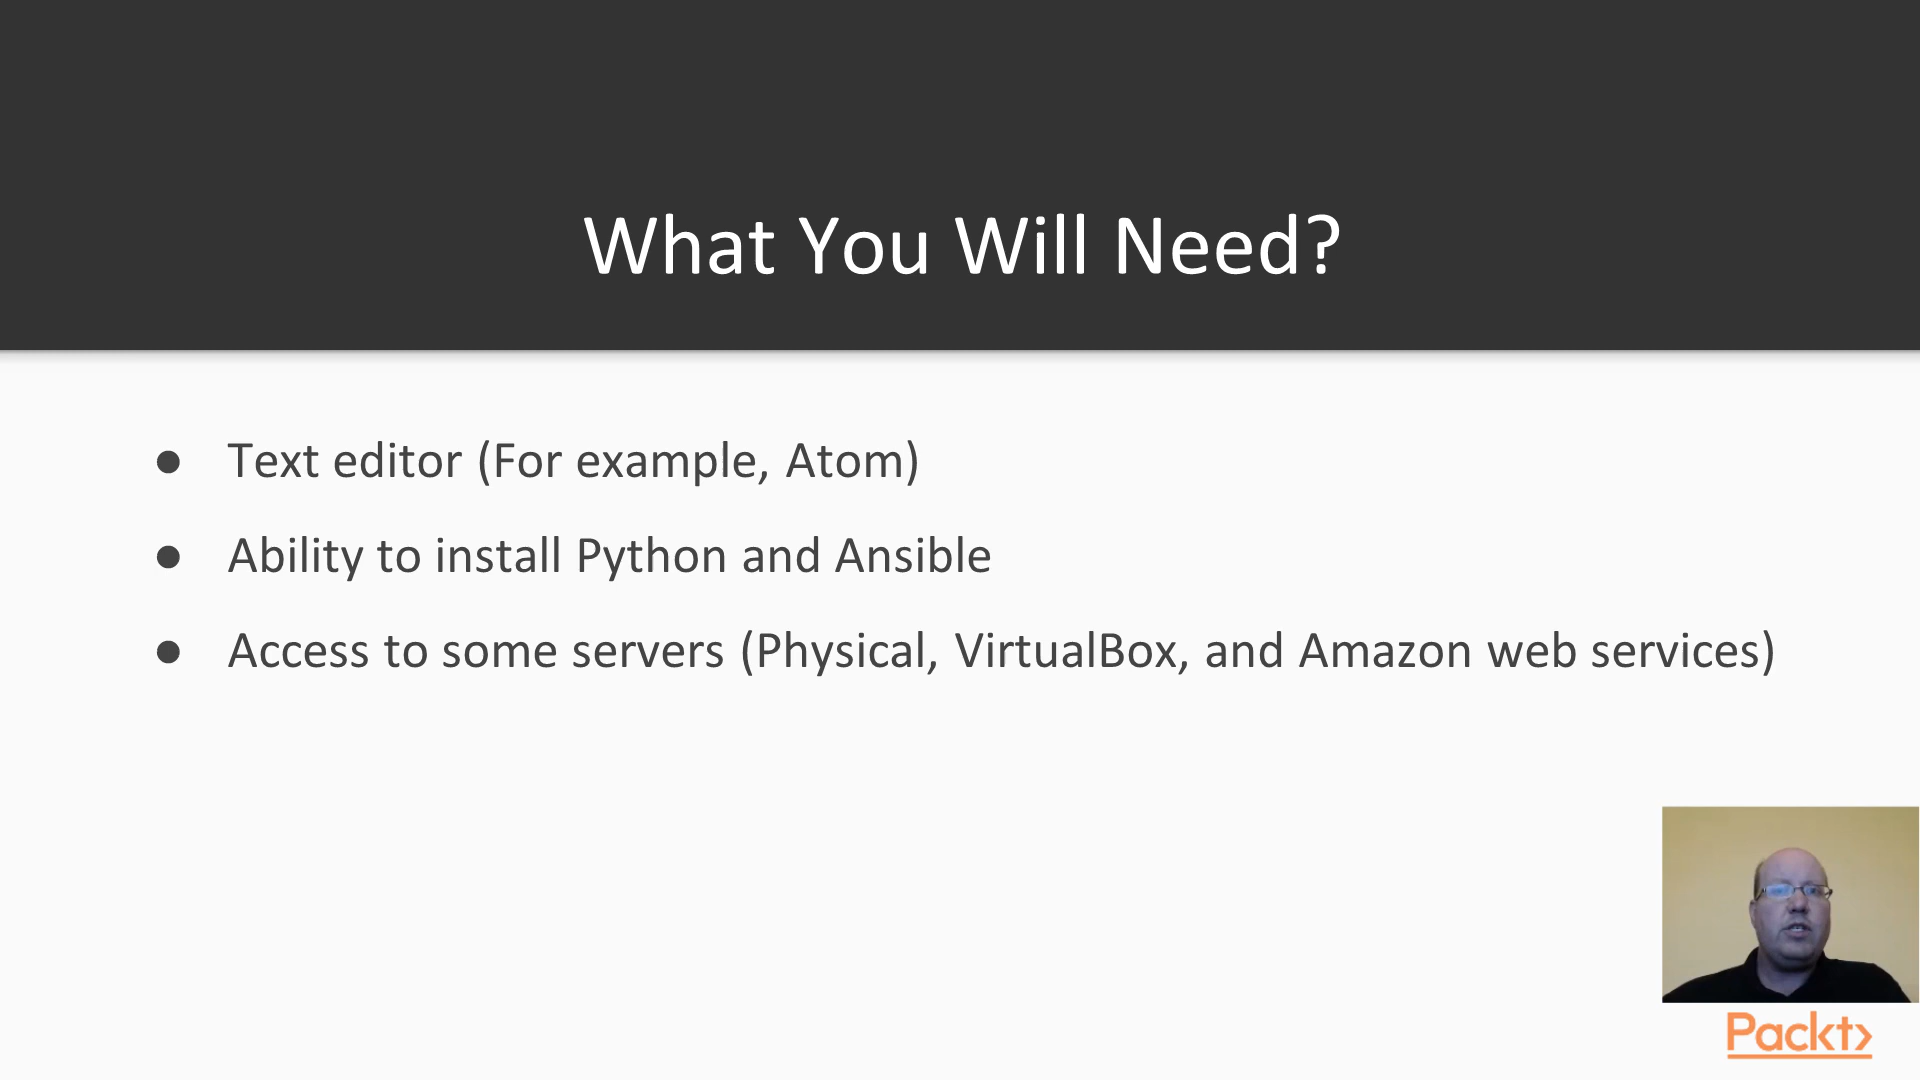 What You Will Need?
● Text editor (For example, Atom)
● Ability to install Python and Ansible
● Access to some servers (Physical, VirtualBox, and Amazon web services)
Packt>